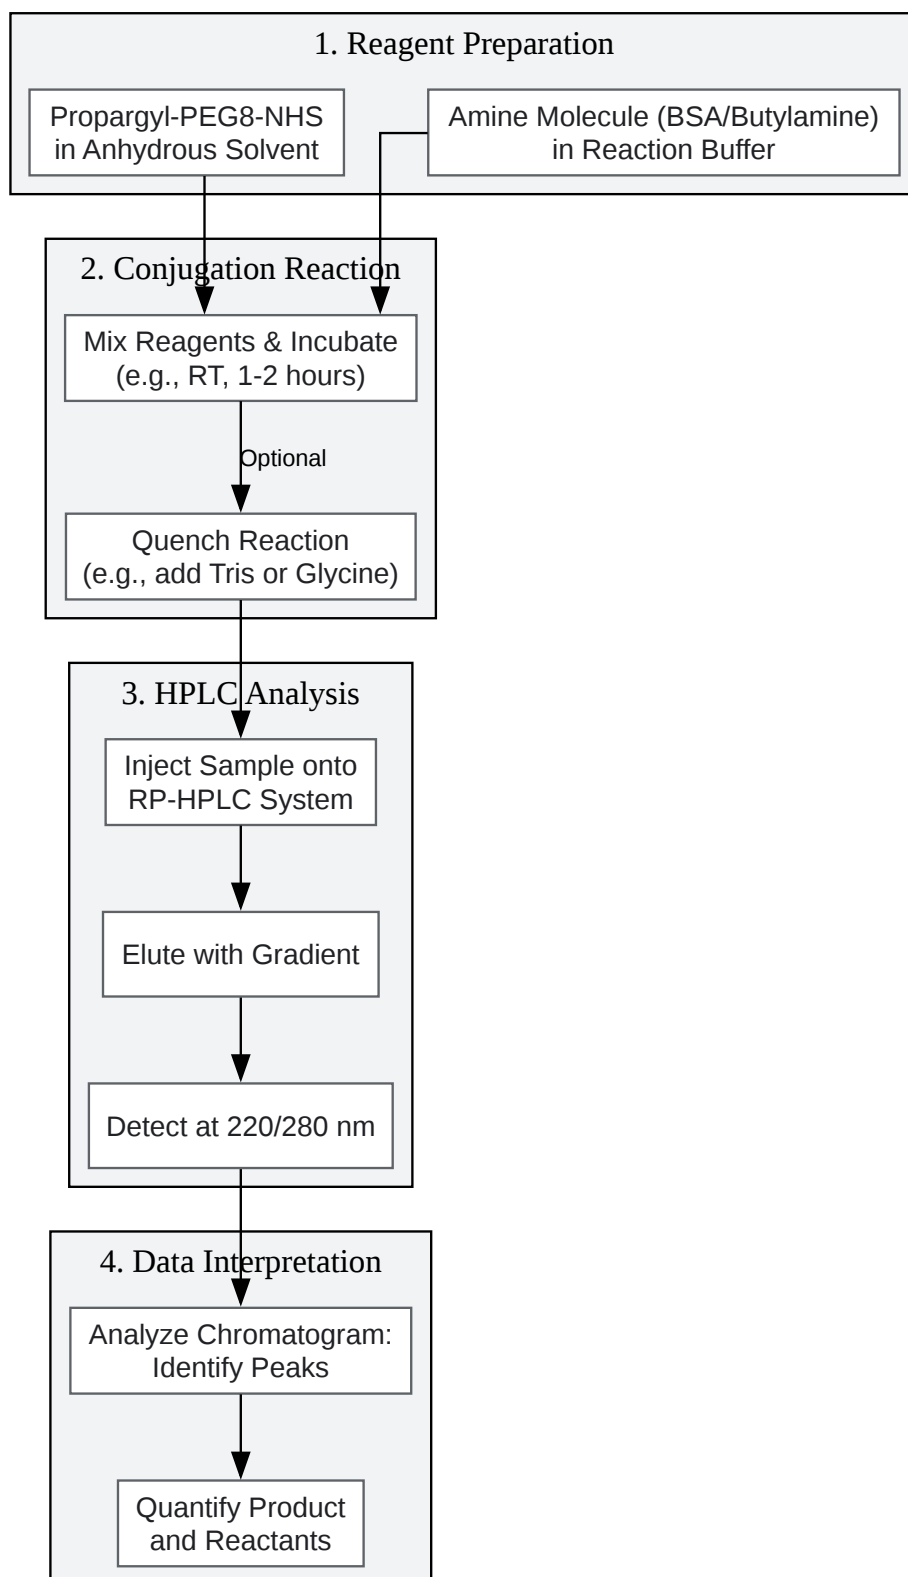 1. Reagent Preparation
Propargyl-PEG8-NHS
in Anhydrous Solvent
Amine Molecule (BSA/Butylamine)
in Reaction Buffer
2. Conjugation Reaction
Mix Reagents & Incubate
(e.g., RT, 1-2 hours)
Optional
Quench Reaction
(e.g., add Tris or Glycine)
3. HPLC Analysis
Inject Sample onto
RP-HPLC System
Elute with Gradient
Detect at 220/280 nm
4. Data Interpretation
Analyze Chromatogram:
Identify Peaks
Quantify Product
and Reactants